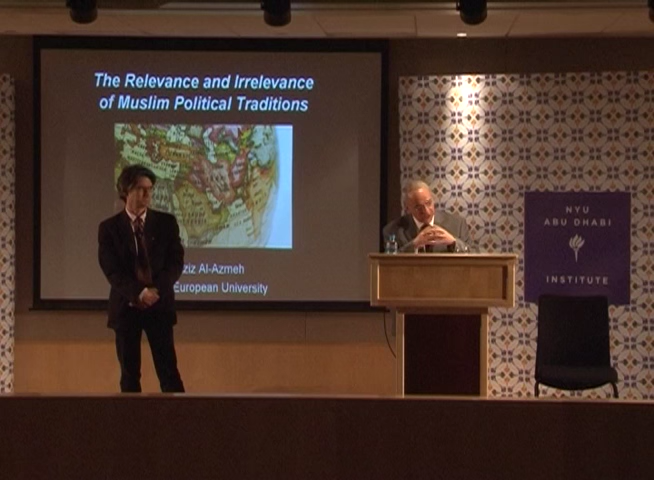 The Relevance and Irrelevance
of Muslim Political Traditions
ziz Al-Azmeh
European University
NYU
ABU DHABI
INSTITUTE